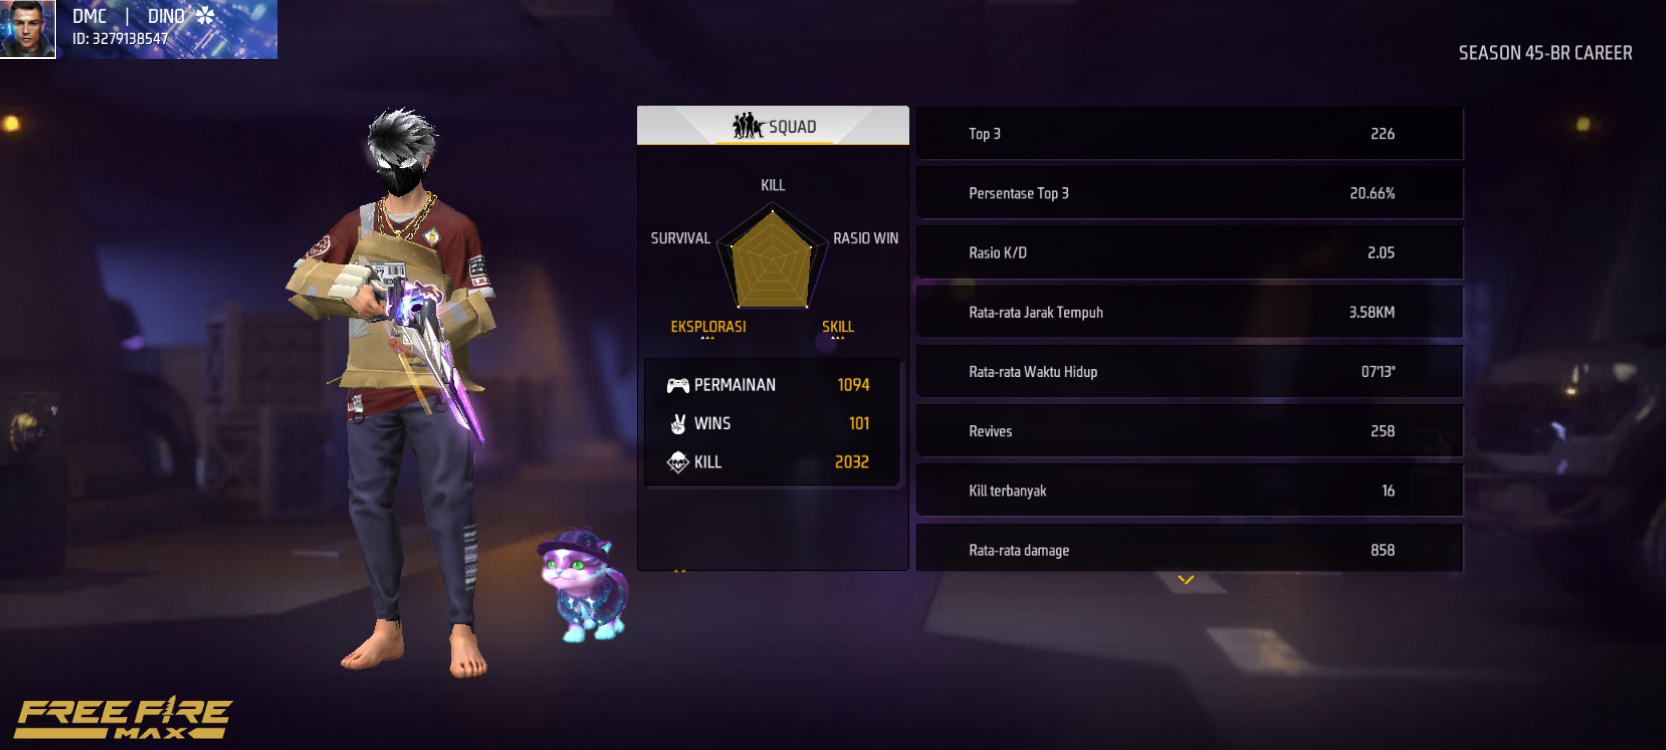 DMC | DINO
ID: 3279138547
SEASON 45-BR CAREER
SQUAD
KILL
SURVIVAL
RASIO WIN
EKSPLORASI
SKILL
PERMAINAN 1094
WINS 101
KILL 2032
Top 3 226
Persentase Top 3 20.66%
Rasio K/D 2.05
Rata-rata Jarak Tempuh 3.58KM
Rata-rata Waktu Hidup 07'13"
Revives 258
Kill terbanyak 16
Rata-rata damage 858
FREE FIRE
MAX